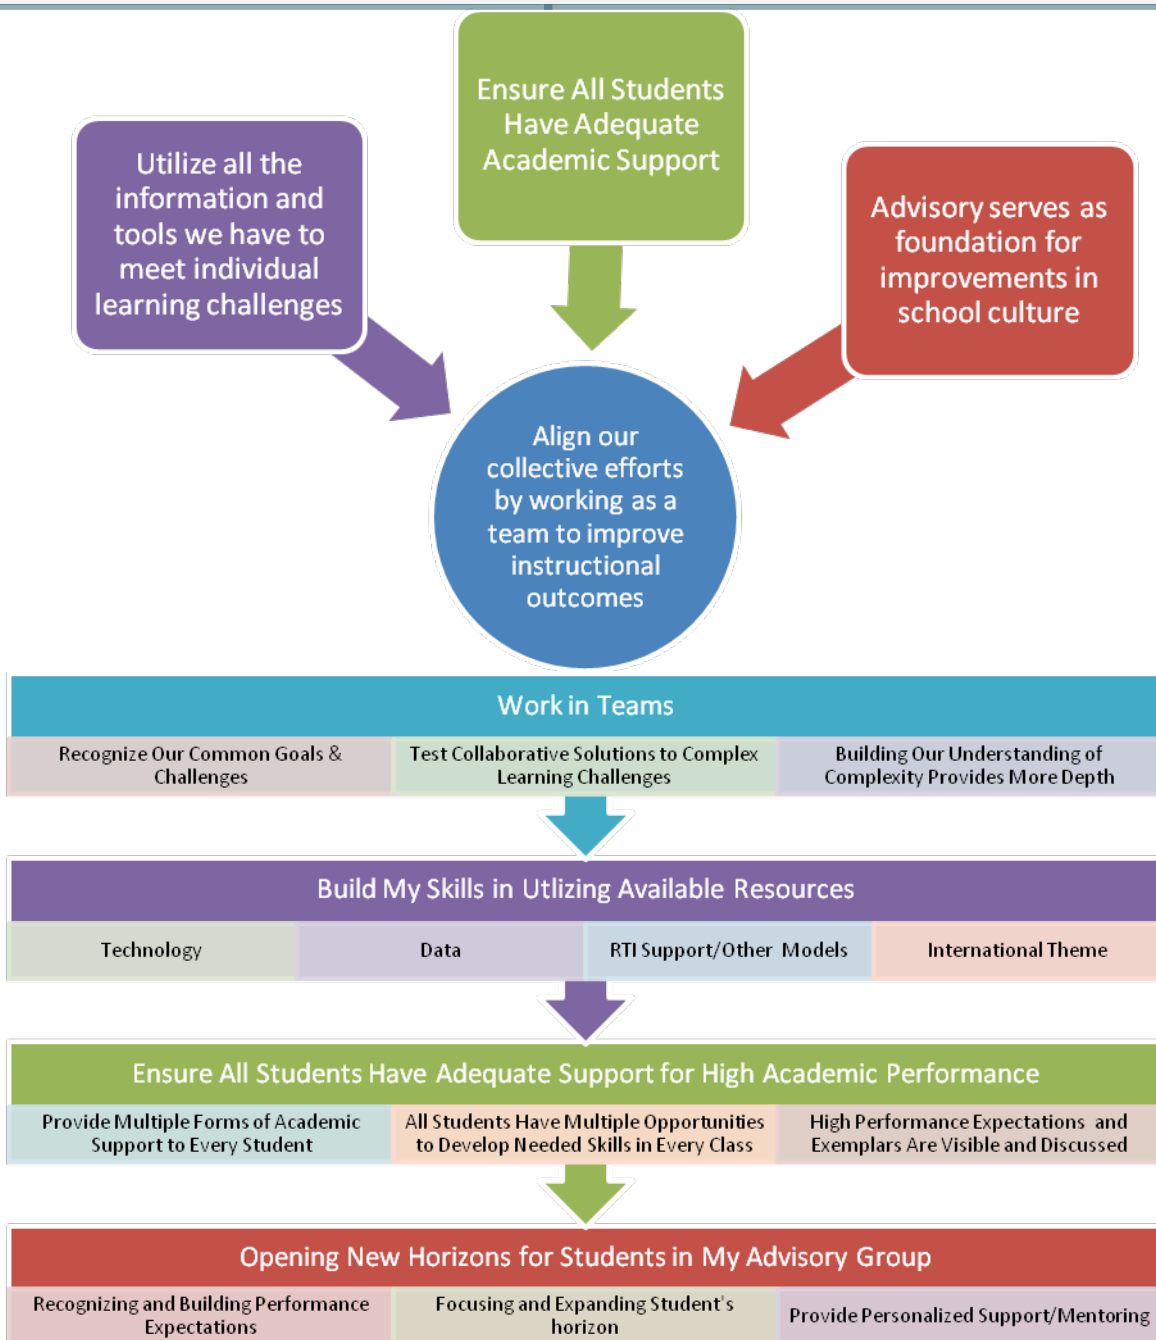 Ensure All Students
Have Adequate
Academic Support
Utilize all the
information and
tools we have to
meet individual
learning challenges
Advisory serves as
foundation for
improvements in
school culture
Align our
collective efforts
by working as a
team to improve
instructional
outcomes
Work in Teams
Recognize Our Common Goals &
Challenges
Test Collaborative Solutions to Complex
Learning Challenges
Building Our Understanding of
Complexity Provides More Depth
Build My Skills in Utlizing Available Resources
Technology
Data
RTI Support/Other Models
International Theme
Ensure All Students Have Adequate Support for High Academic Performance
Provide Multiple Forms of Academic
Support to Every Student
All Students Have Multiple Opportunities
to Develop Needed Skills in Every Class
High Performance Expectations and
Exemplars Are Visible and Discussed
Opening New Horizons for Students in My Advisory Group
Recognizing and Building Performance
Expectations
Focusing and Expanding Student's
horizon
Provide Personalized Support/Mentoring